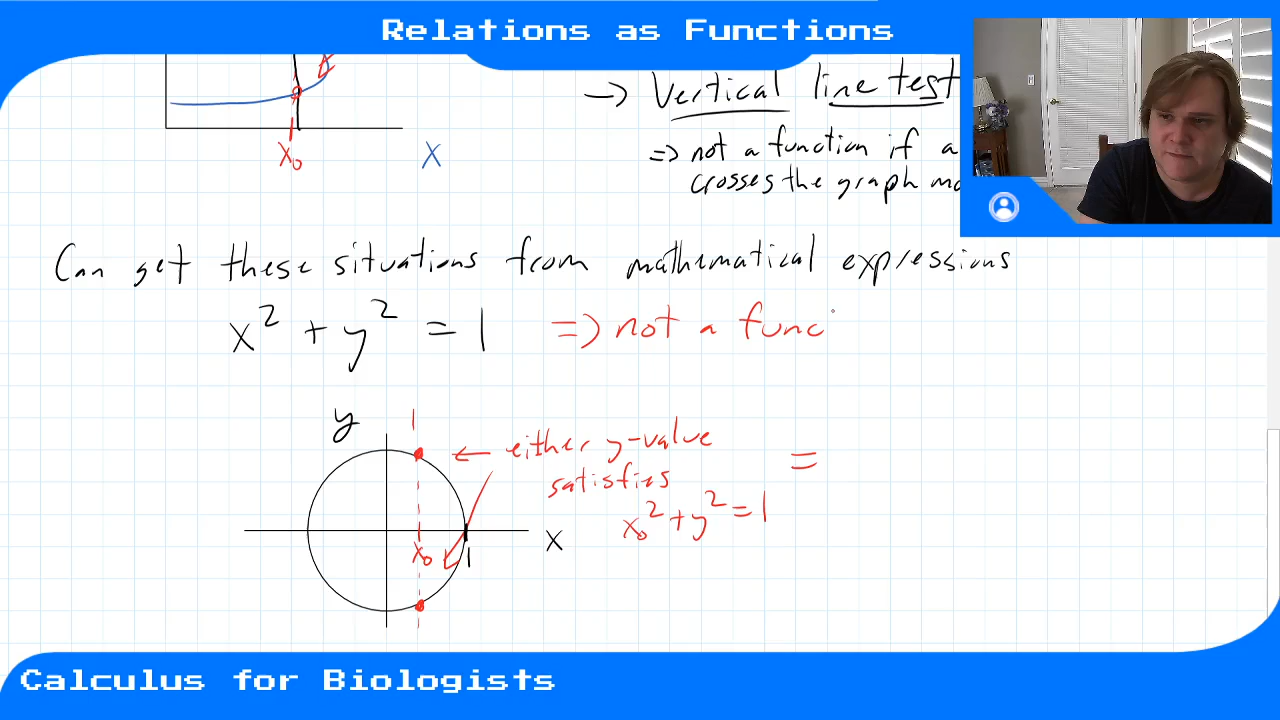 Relations as Functions
→ Vertical line test
⇒ not a function if a
crosses the graph mo
x₀
x
Can get these situations from mathematical expressions
x² + y² = 1 ⇒ not a func
y
1
← either y-value
satisfies
x₀² + y² = 1
=
x₀
1
x
Calculus for Biologists